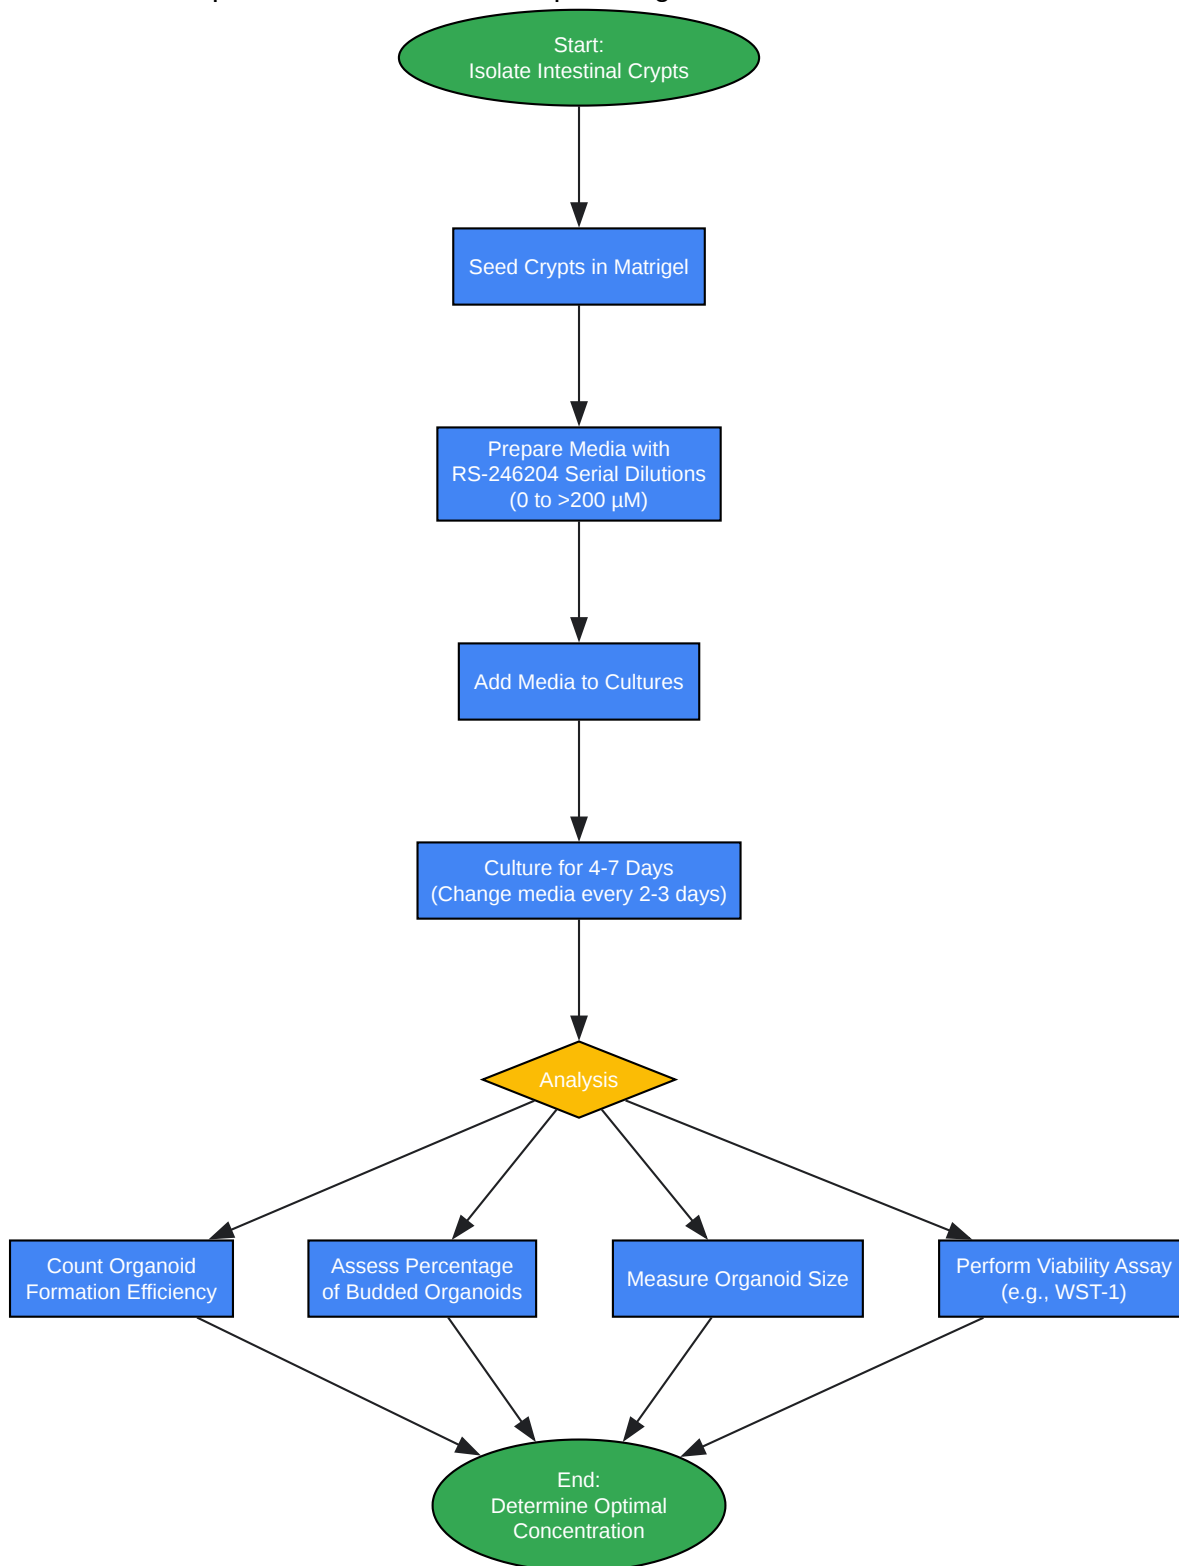 Start:
Isolate Intestinal Crypts
Seed Crypts in Matrigel
Prepare Media with
RS-246204 Serial Dilutions
(0 to >200 µM)
Add Media to Cultures
Culture for 4-7 Days
(Change media every 2-3 days)
Analysis
Count Organoid
Formation Efficiency
Assess Percentage
of Budded Organoids
Measure Organoid Size
Perform Viability Assay
(e.g., WST-1)
End:
Determine Optimal
Concentration